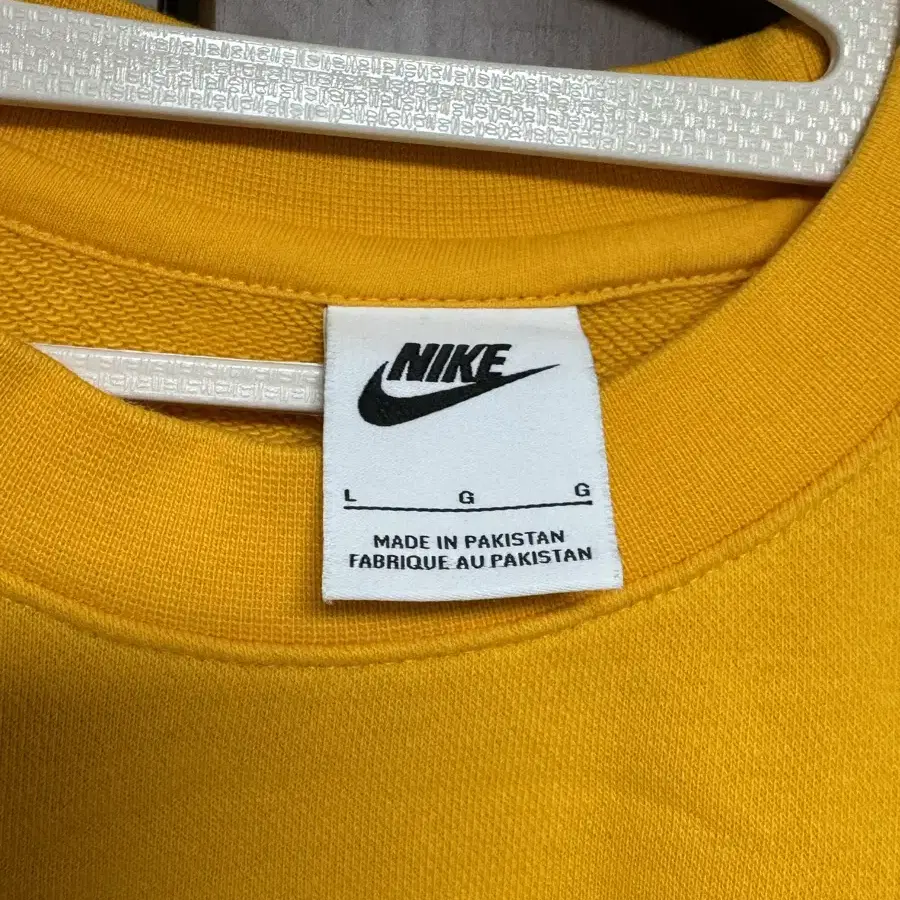 NIKE
L G G
MADE IN PAKISTAN
FABRIQUE AU PAKISTAN